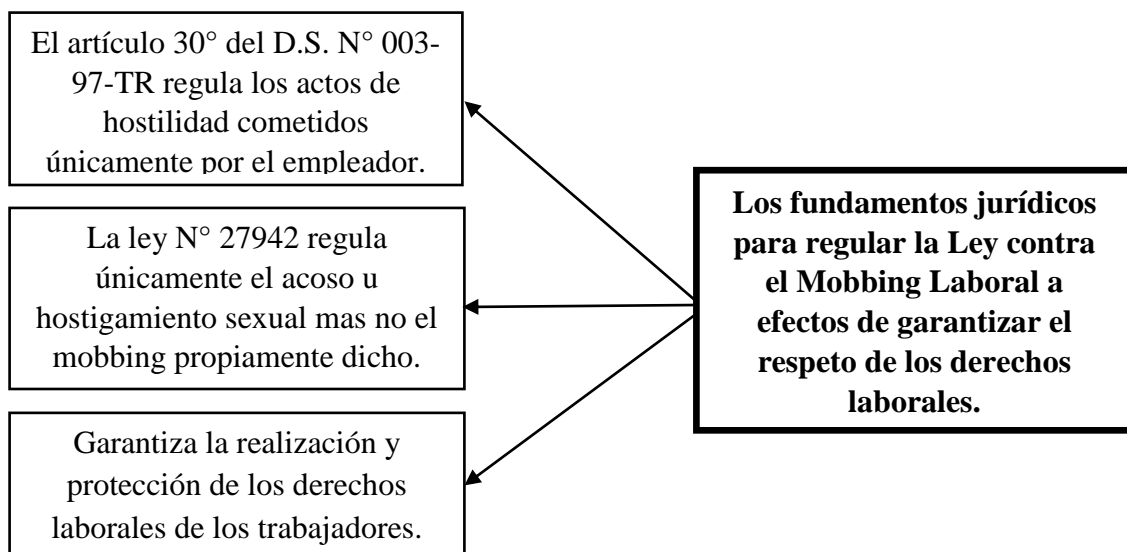 El artículo 30° del D.S. N° 003-
97-TR regula los actos de
hostilidad cometidos
únicamente por el empleador.
La ley N° 27942 regula
únicamente el acoso u
hostigamiento sexual mas no el
mobbing propiamente dicho.
Garantiza la realización y
protección de los derechos
laborales de los trabajadores.
Los fundamentos jurídicos
para regular la Ley contra
el Mobbing Laboral a
efectos de garantizar el
respeto de los derechos
laborales.